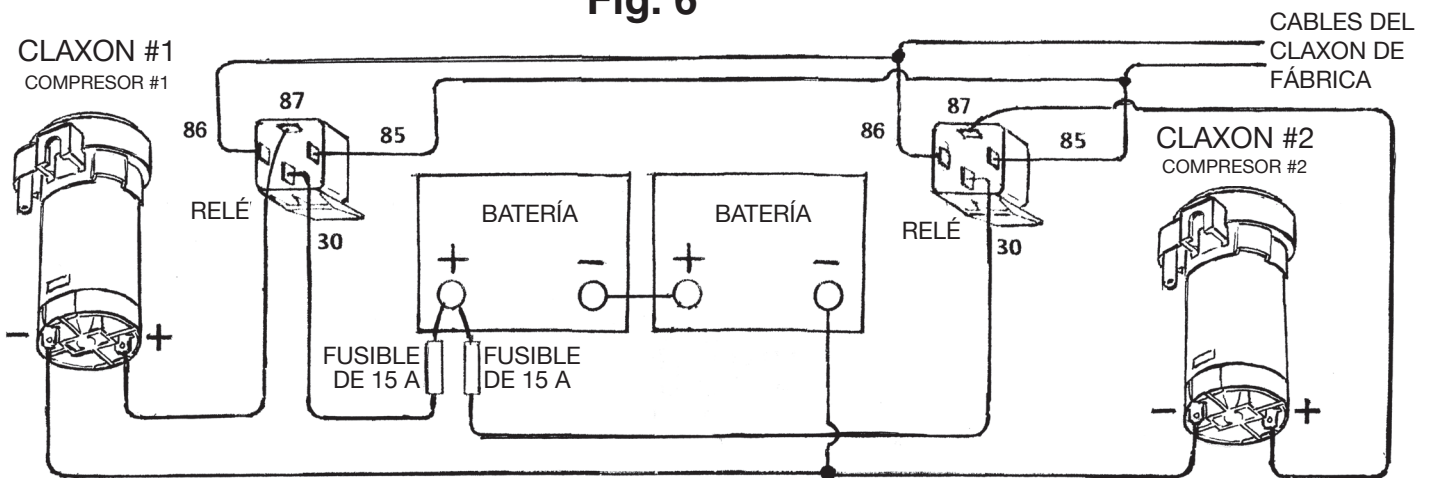 Fig. 6
CABLES DEL
CLAXON DE
FÁBRICA
CLAXON #1
COMPRESOR #1
87
86
85
RELÉ
30
BATERÍA
+
−
BATERÍA
+
−
87
86
85
RELÉ
30
CLAXON #2
COMPRESOR #2
−
+
FUSIBLE
DE 15 A
FUSIBLE
DE 15 A
−
+